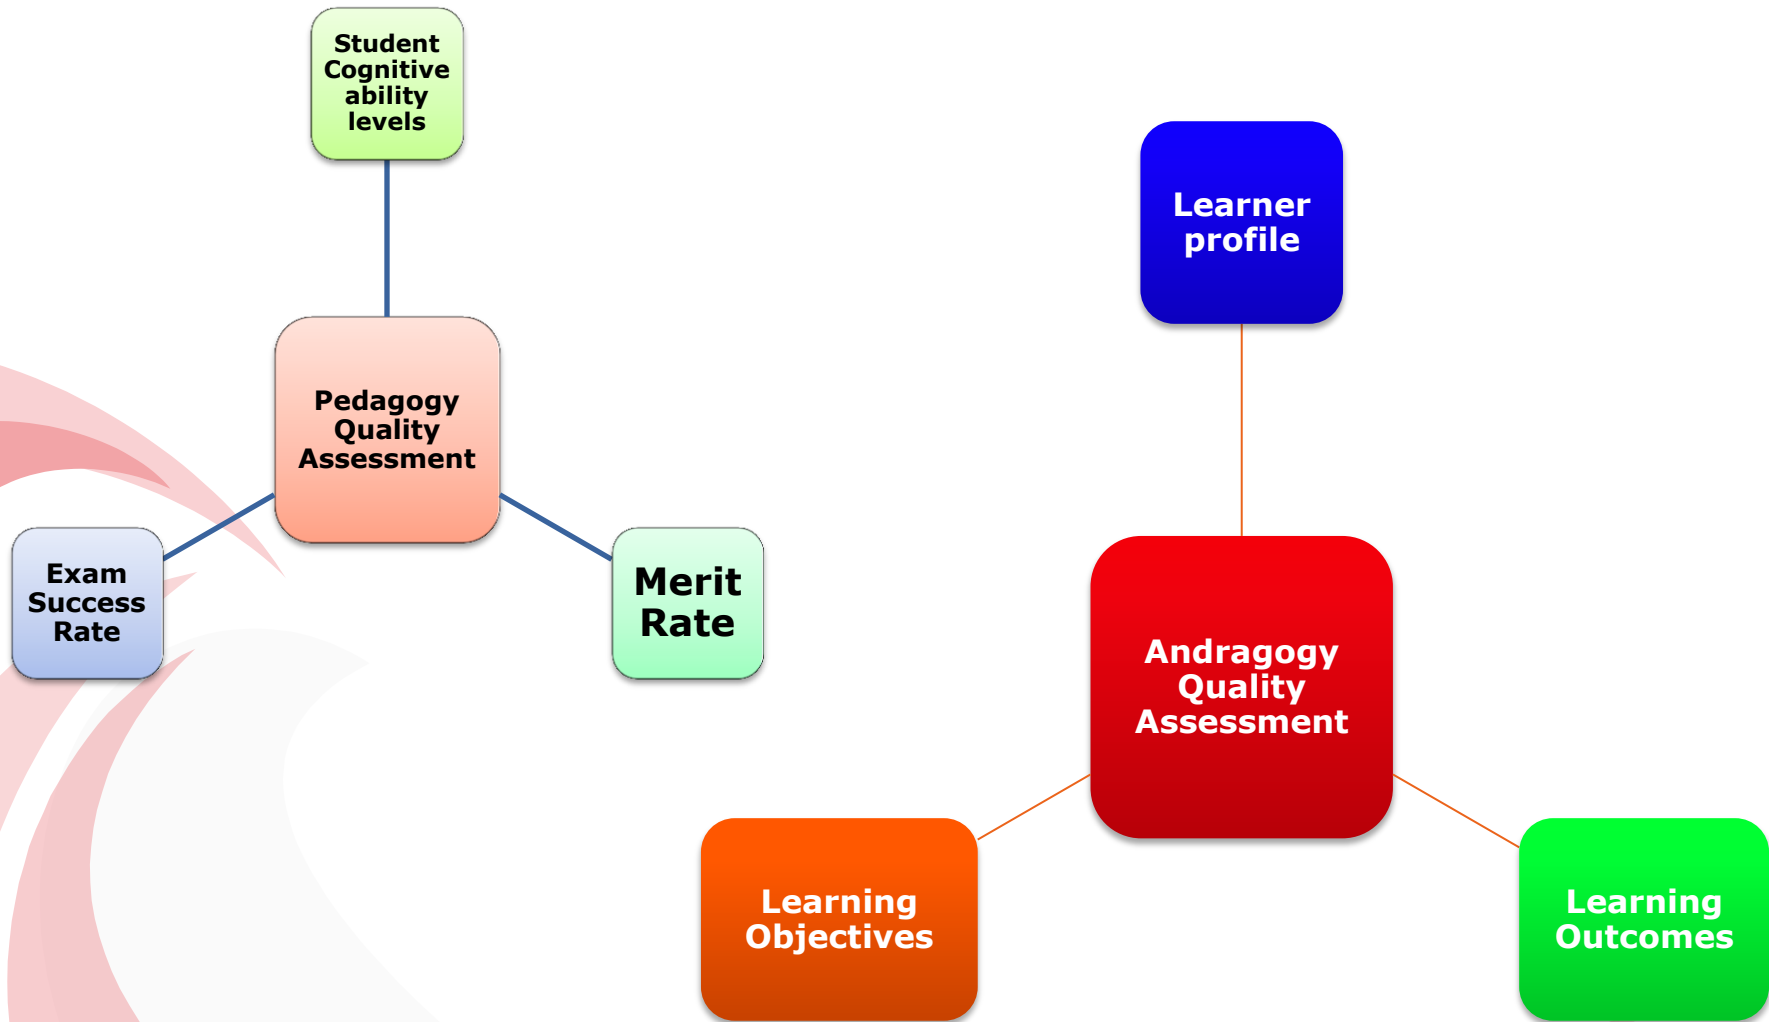 Student
Cognitive
ability
levels
Pedagogy
Quality
Assessment
Exam
Success
Rate
Merit
Rate
Learner
profile
Andragogy
Quality
Assessment
Learning
Objectives
Learning
Outcomes